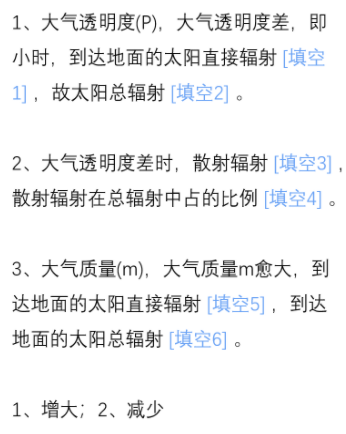 1、大气透明度(P)，大气透明度差，即
小时，到达地面的太阳直接辐射 [填空
1] ，故太阳总辐射 [填空2] 。
2、大气透明度差时，散射辐射 [填空3] ，
散射辐射在总辐射中占的比例 [填空4] 。
3、大气质量(m)，大气质量m愈大，到
达地面的太阳直接辐射 [填空5] ，到达
地面的太阳总辐射 [填空6] 。
1、增大；2、减少